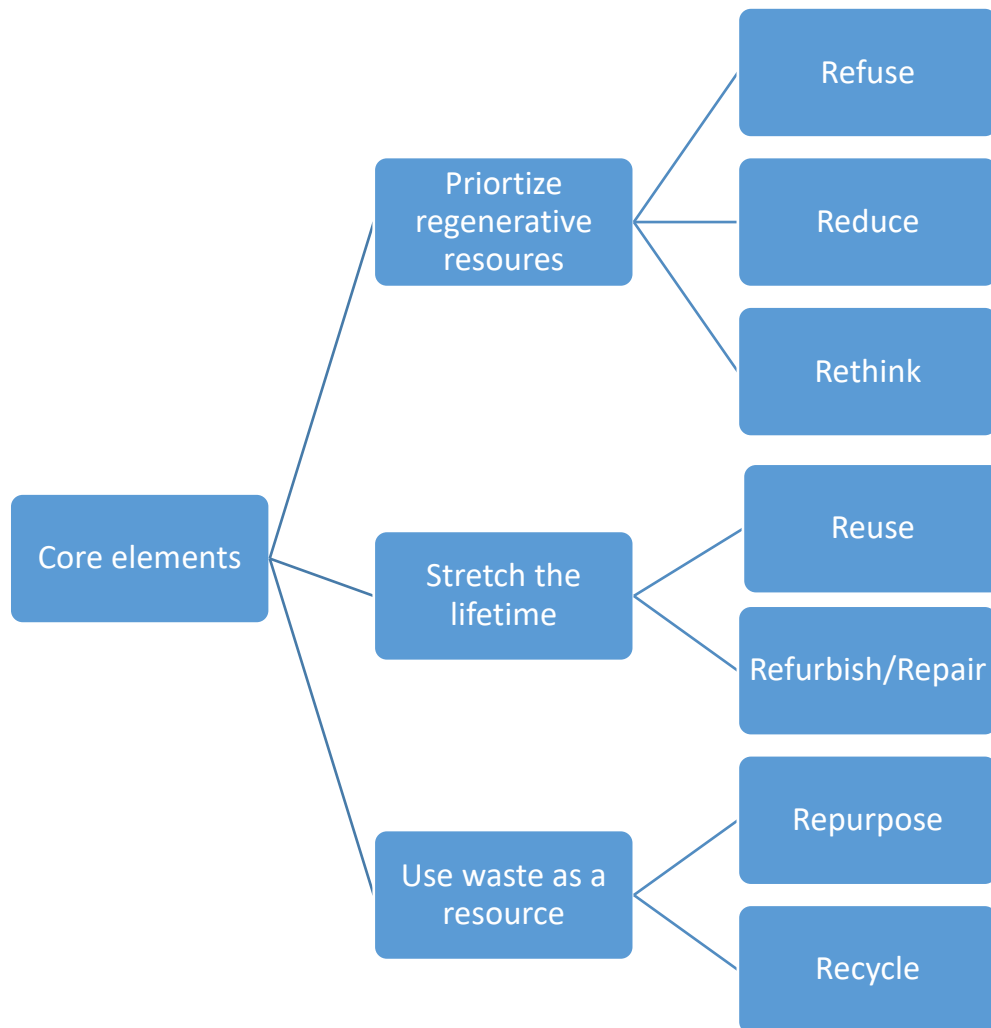 Core elements
Priortize
regenerative
resoures
Refuse
Reduce
Rethink
Stretch the
lifetime
Reuse
Refurbish/Repair
Use waste as a
resource
Repurpose
Recycle